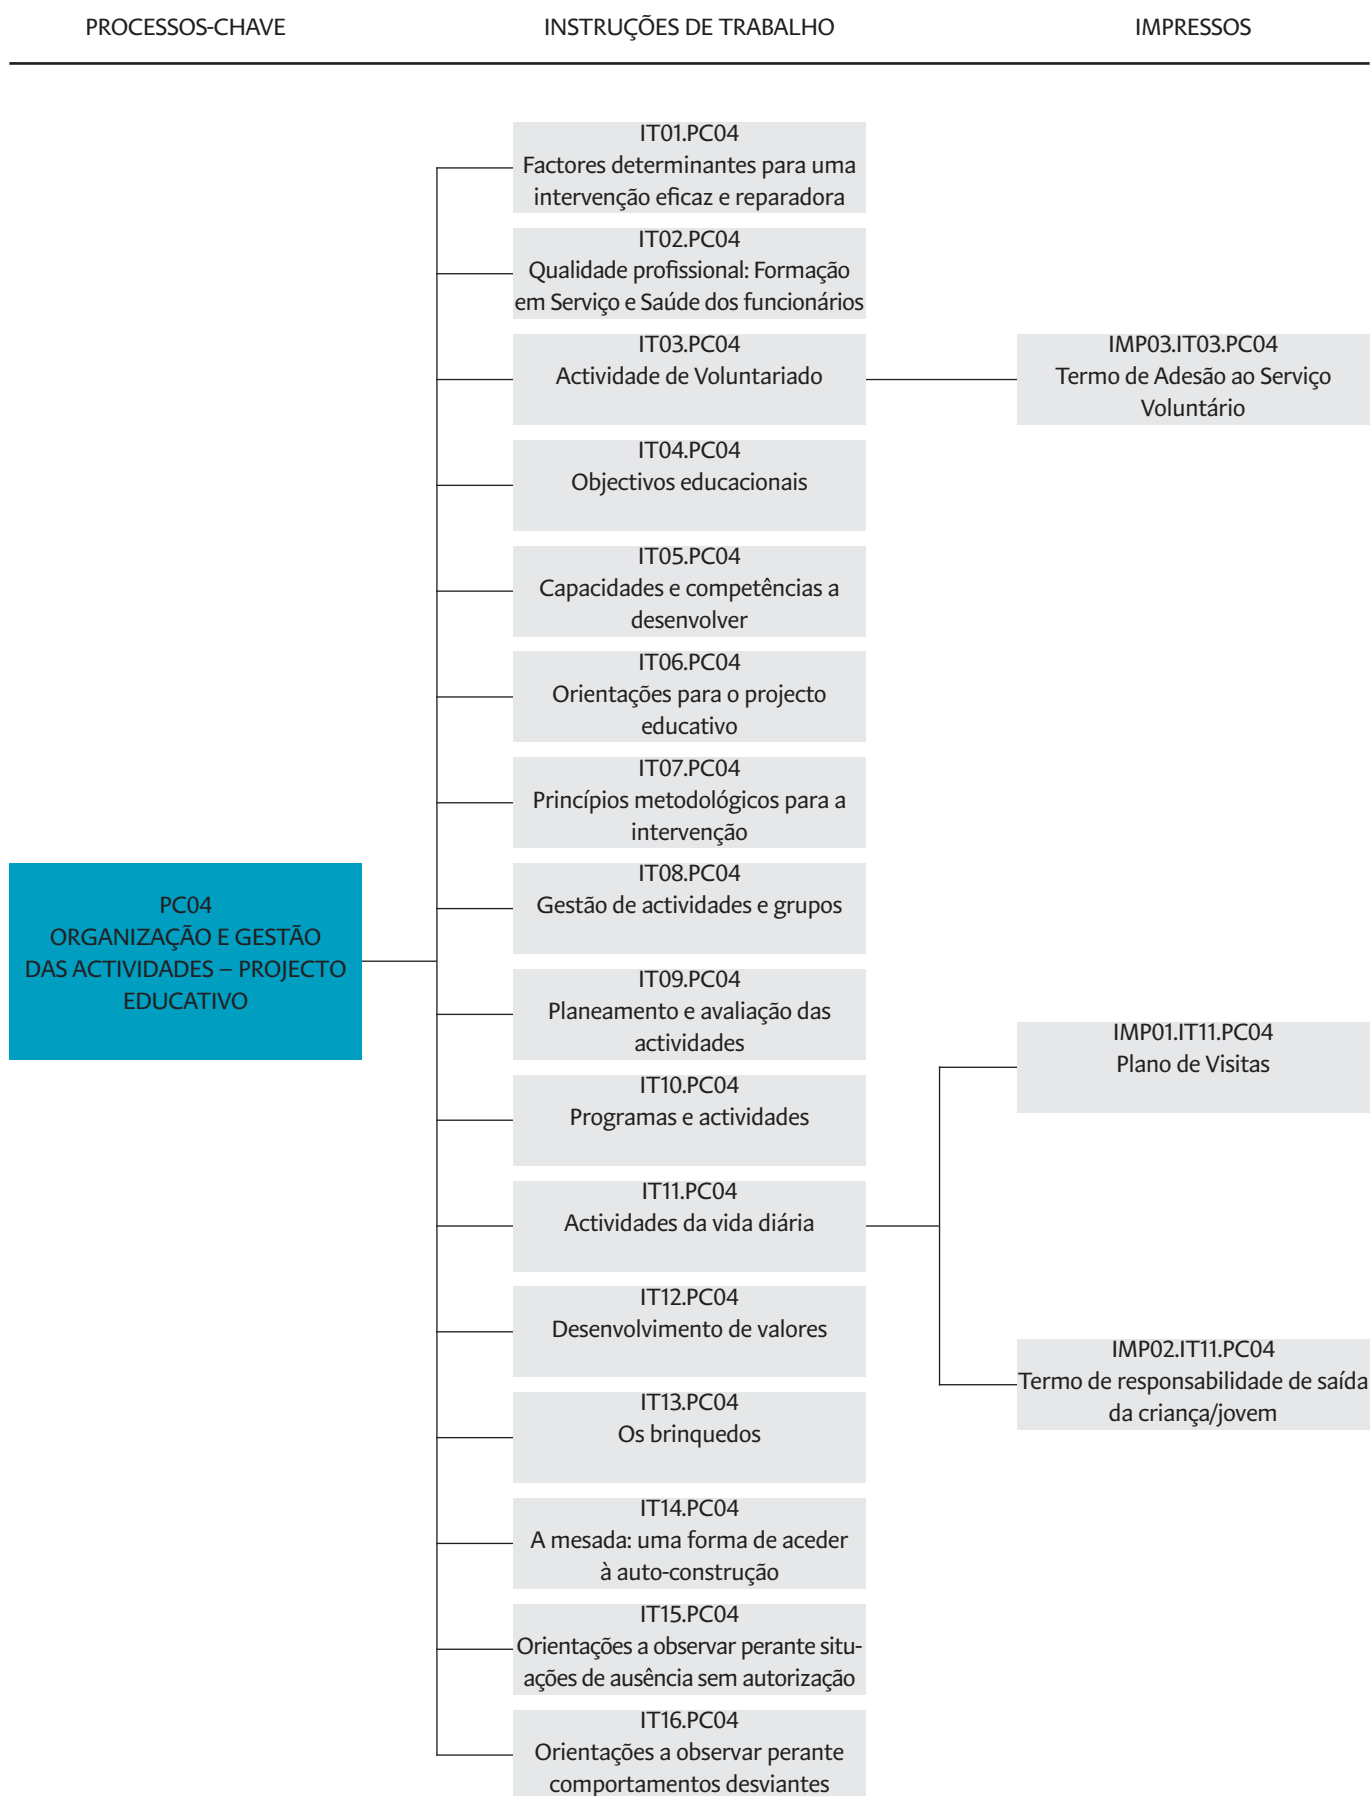 PROCESSOS-CHAVE
INSTRUÇÕES DE TRABALHO
IMPRESSOS
PC04
ORGANIZAÇÃO E GESTÃO
DAS ACTIVIDADES – PROJECTO
EDUCATIVO
IT01.PC04
Factores determinantes para uma
intervenção eficaz e reparadora
IT02.PC04
Qualidade profissional: Formação
em Serviço e Saúde dos funcionários
IT03.PC04
Actividade de Voluntariado
IT04.PC04
Objectivos educacionais
IT05.PC04
Capacidades e competências a
desenvolver
IT06.PC04
Orientações para o projecto
educativo
IT07.PC04
Princípios metodológicos para a
intervenção
IT08.PC04
Gestão de actividades e grupos
IT09.PC04
Planeamento e avaliação das
actividades
IT10.PC04
Programas e actividades
IT11.PC04
Actividades da vida diária
IT12.PC04
Desenvolvimento de valores
IT13.PC04
Os brinquedos
IT14.PC04
A mesada: uma forma de aceder
à auto-construção
IT15.PC04
Orientações a observar perante situ-
ações de ausência sem autorização
IT16.PC04
Orientações a observar perante
comportamentos desviantes
IMP03.IT03.PC04
Termo de Adesão ao Serviço
Voluntário
IMP01.IT11.PC04
Plano de Visitas
IMP02.IT11.PC04
Termo de responsabilidade de saída
da criança/jovem